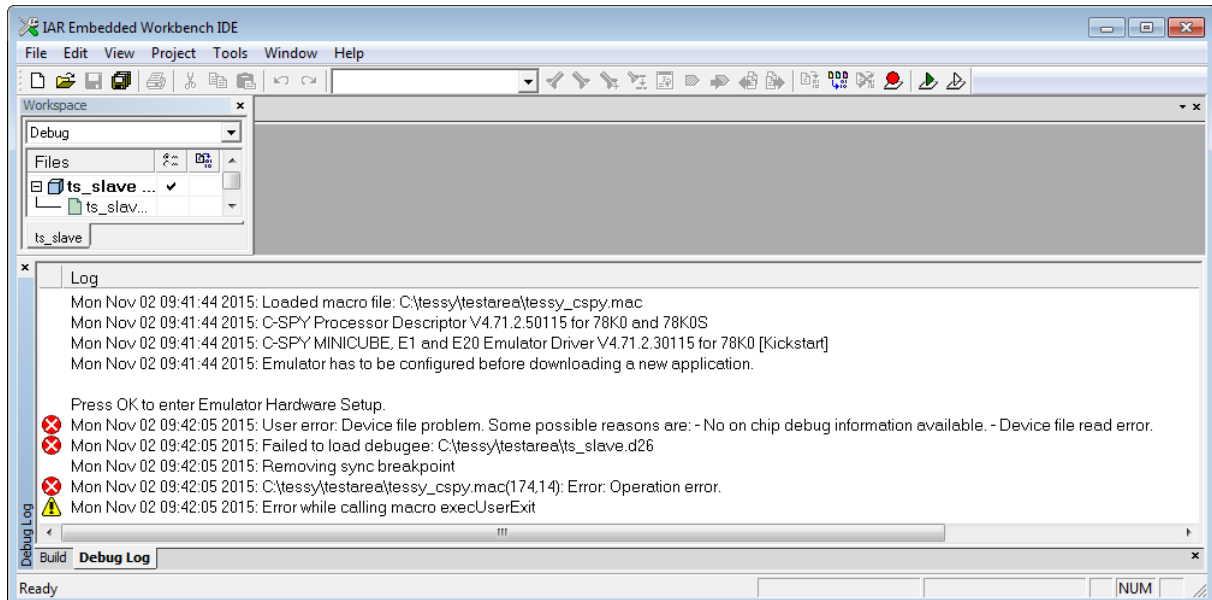 IAR Embedded Workbench IDE
File Edit View Project Tools Window Help
Workspace
Debug
Files
ts_slave ...
ts_slav...
ts_slave
Log
Mon Nov 02 09:41:44 2015: Loaded macro file: C:\tessy\testarea\tessy_cspy.mac
Mon Nov 02 09:41:44 2015: C-SPY Processor Descriptor V4.71.2.50115 for 78K0 and 78K0S
Mon Nov 02 09:41:44 2015: C-SPY MINICUBE, E1 and E20 Emulator Driver V4.71.2.30115 for 78K0 [Kickstart]
Mon Nov 02 09:41:44 2015: Emulator has to be configured before downloading a new application.
Press OK to enter Emulator Hardware Setup.
Mon Nov 02 09:42:05 2015: User error: Device file problem. Some possible reasons are: - No on chip debug information available. - Device file read error.
Mon Nov 02 09:42:05 2015: Failed to load debugee: C:\tessy\testarea\ts_slave.d26
Mon Nov 02 09:42:05 2015: Removing sync breakpoint
Mon Nov 02 09:42:05 2015: C:\tessy\testarea\tessy_cspy.mac(174,14): Error: Operation error.
Mon Nov 02 09:42:05 2015: Error while calling macro execUserExit
Debug Log
Build Debug Log
Ready NUM